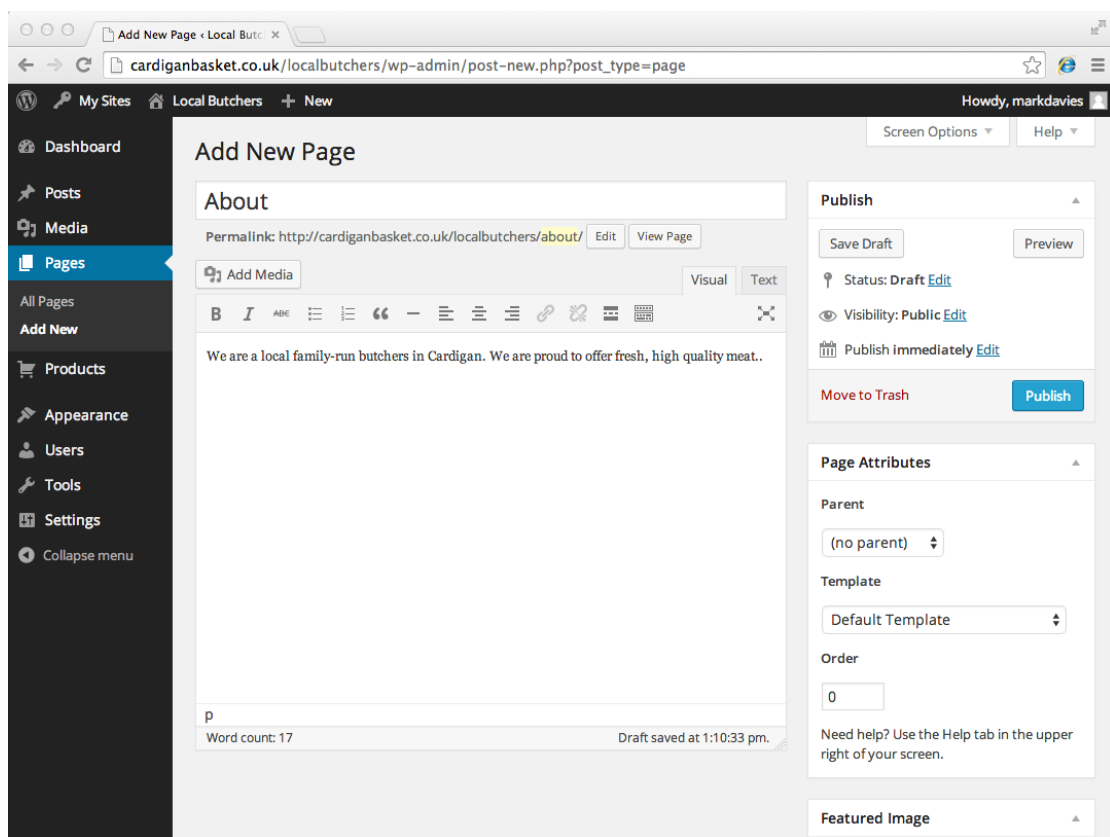 Add New Page ‹ Local Butc
cardiganbasket.co.uk/localbutchers/wp-admin/post-new.php?post_type=page
My Sites Local Butchers + New Howdy, markdavies
Screen Options Help
Dashboard
Posts
Media
Pages
All Pages
Add New
Products
Appearance
Users
Tools
Settings
Collapse menu
Add New Page
About
Permalink: http://cardiganbasket.co.uk/localbutchers/about/ Edit View Page
Add Media
Visual Text
B I ABC
We are a local family-run butchers in Cardigan. We are proud to offer fresh, high quality meat..
p
Word count: 17 Draft saved at 1:10:33 pm.
Publish
Save Draft Preview
Status: Draft Edit
Visibility: Public Edit
Publish immediately Edit
Move to Trash Publish
Page Attributes
Parent
(no parent)
Template
Default Template
Order
0
Need help? Use the Help tab in the upper
right of your screen.
Featured Image